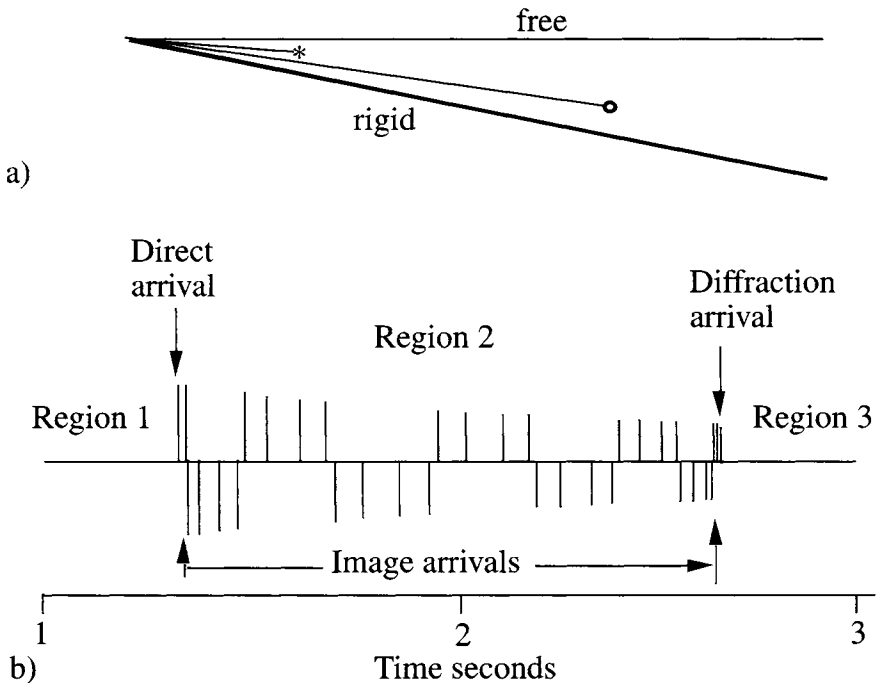 free
*
rigid
a)
Direct
arrival
Diffraction
arrival
Region 2
Region 1
Region 3
Image arrivals
1
2
3
b)
Time seconds